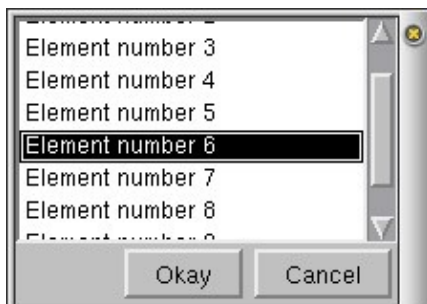 Element number 3
Element number 4
Element number 5
Element number 6
Element number 7
Element number 8
Okay
Cancel